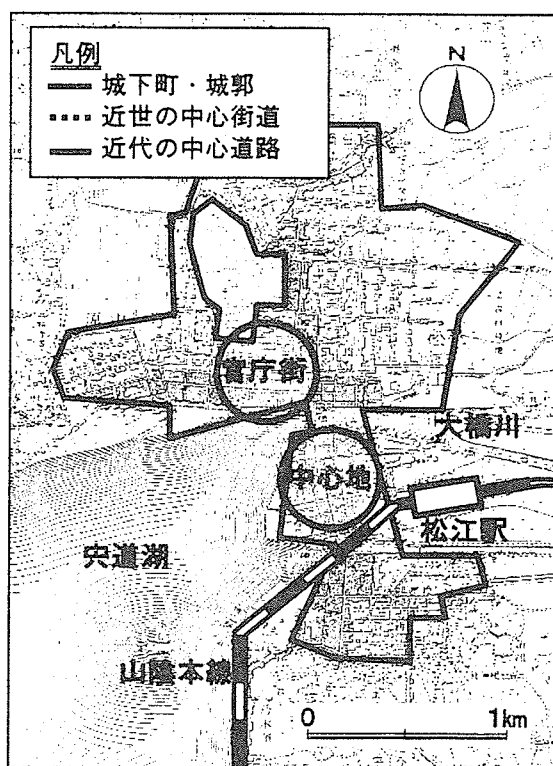 凡例
城下町・城郭
近世の中心街道
近代の中心道路
N
官庁街
大橋川
中心地
松江駅
宍道湖
山陰本線
0 1km